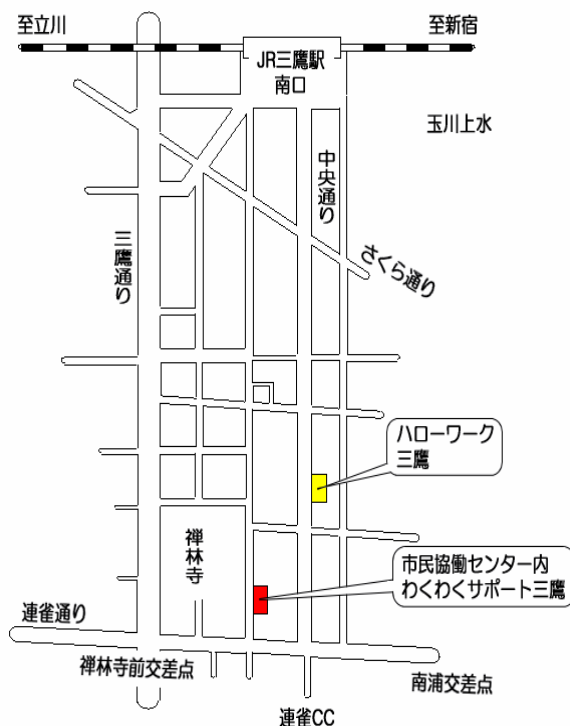 至立川
至新宿
JR三鷹駅
南口
玉川上水
中央通り
三鷹通り
さくら通り
ハローワーク
三鷹
禅林寺
市民協働センター内
わくわくサポート三鷹
連雀通り
禅林寺前交差点
南浦交差点
連雀CC